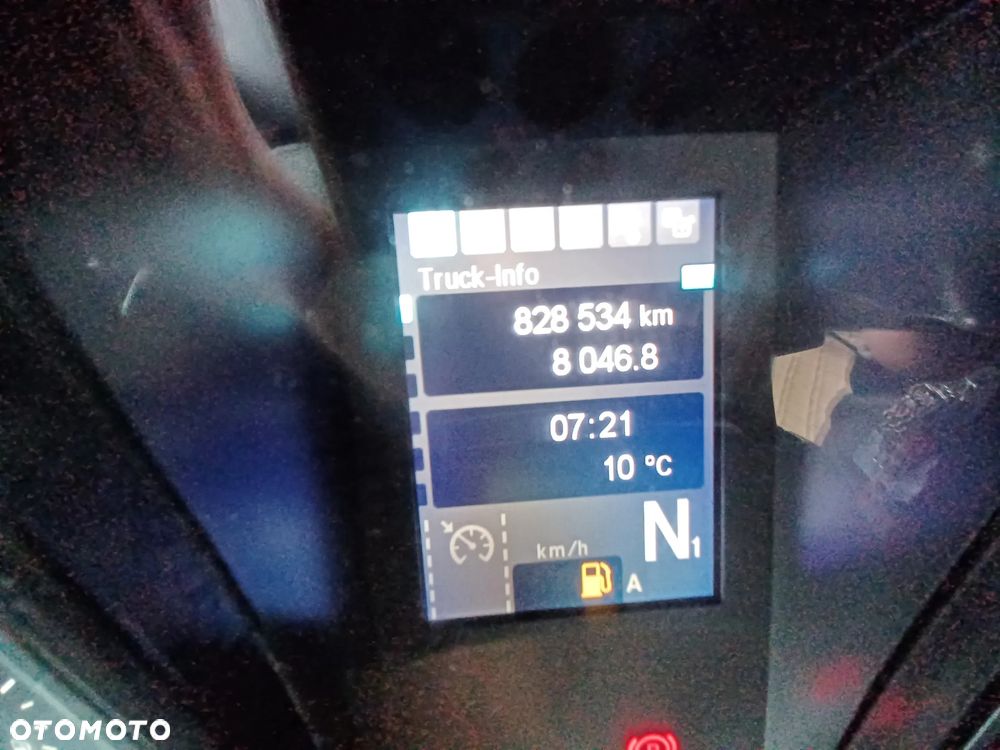 Truck-Info
828 534 km
8 046.8
07:21
10 °C
N1
km/h
A
OTOMOTO